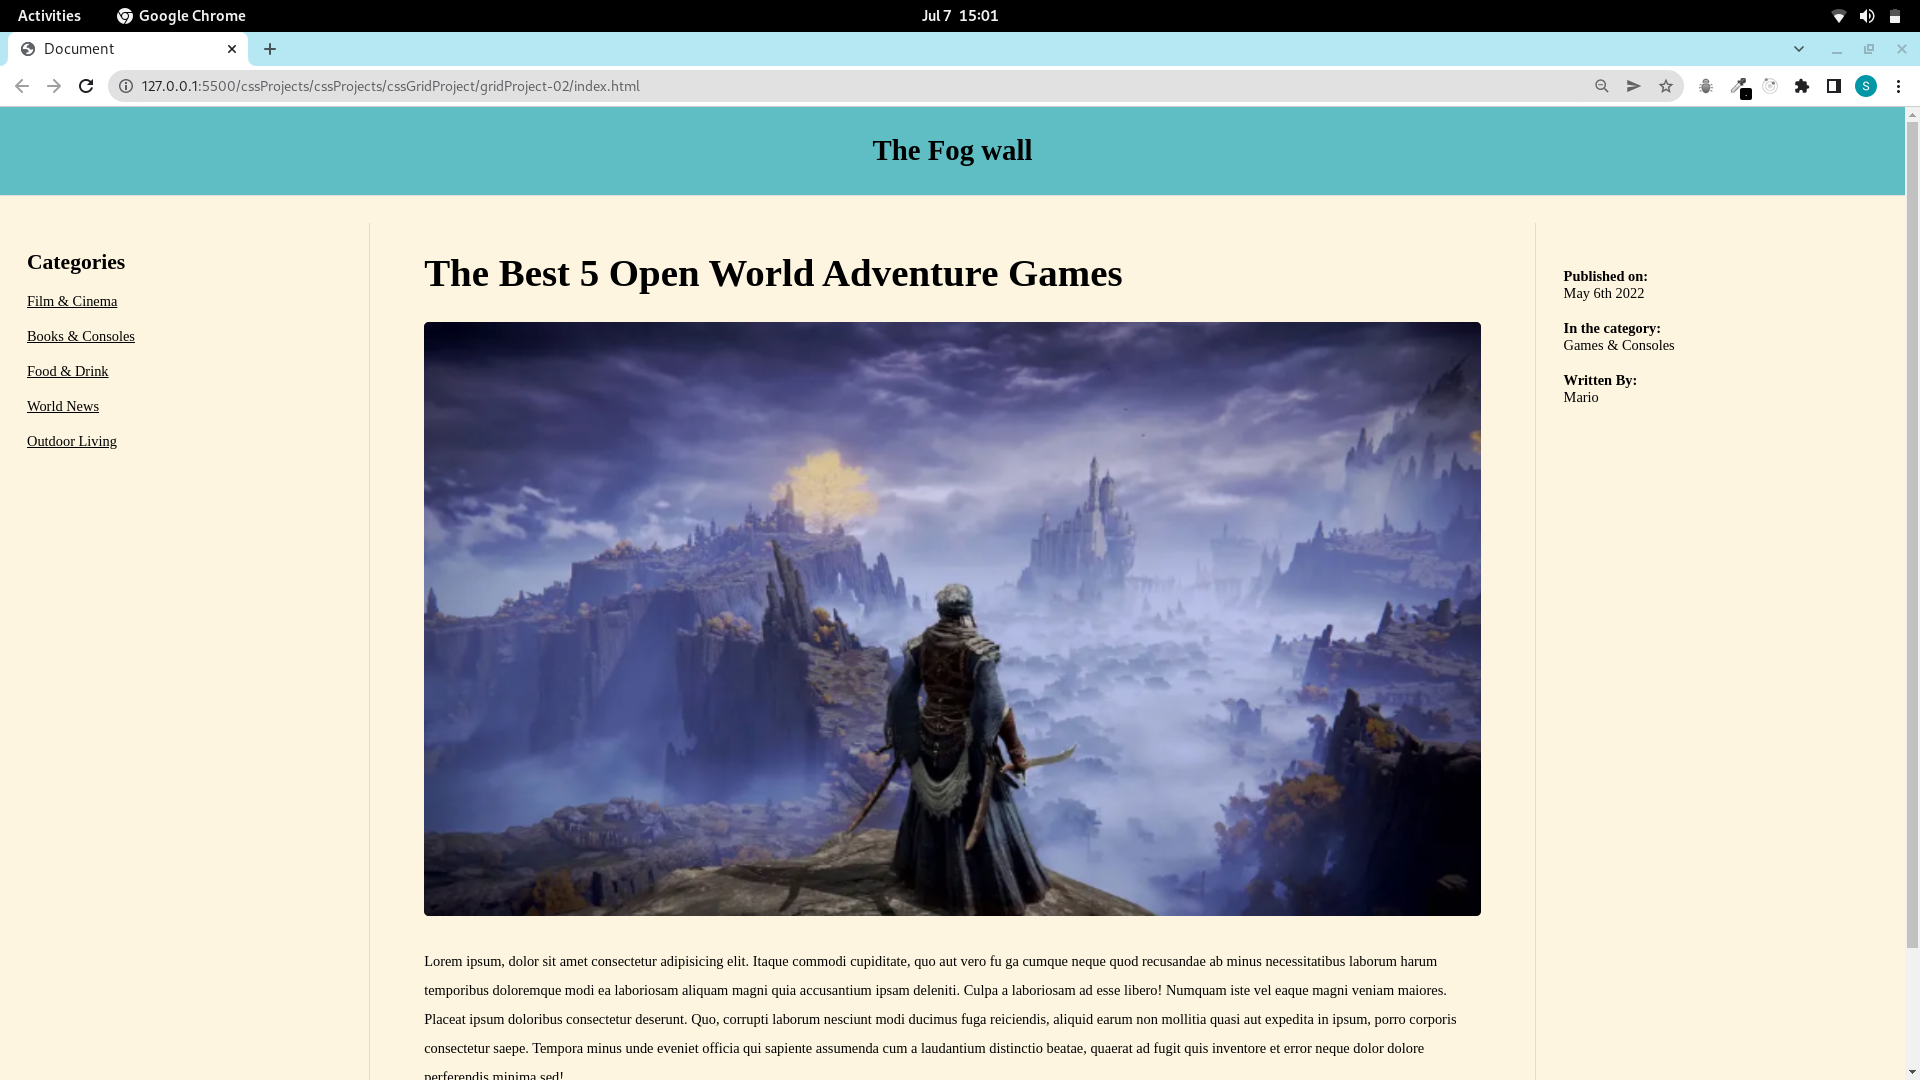 Activities
Google Chrome
Jul 7 15:01
Document
127.0.0.1:5500/cssProjects/cssProjects/cssGridProject/gridProject-02/index.html
S
The Fog wall
Categories
Film & Cinema
Books & Consoles
Food & Drink
World News
Outdoor Living
The Best 5 Open World Adventure Games
Lorem ipsum, dolor sit amet consectetur adipisicing elit. Itaque commodi cupiditate, quo aut vero fu ga cumque neque quod recusandae ab minus necessitatibus laborum harum
temporibus doloremque modi ea laboriosam aliquam magni quia accusantium ipsam deleniti. Culpa a laboriosam ad esse libero! Numquam iste vel eaque magni veniam maiores.
Placeat ipsum doloribus consectetur deserunt. Quo, corrupti laborum nesciunt modi ducimus fuga reiciendis, aliquid earum non mollitia quasi aut expedita in ipsum, porro corporis
consectetur saepe. Tempora minus unde eveniet officia qui sapiente assumenda cum a laudantium distinctio beatae, quaerat ad fugit quis inventore et error neque dolor dolore
perferendis minima sed!
Published on:
May 6th 2022
In the category:
Games & Consoles
Written By:
Mario